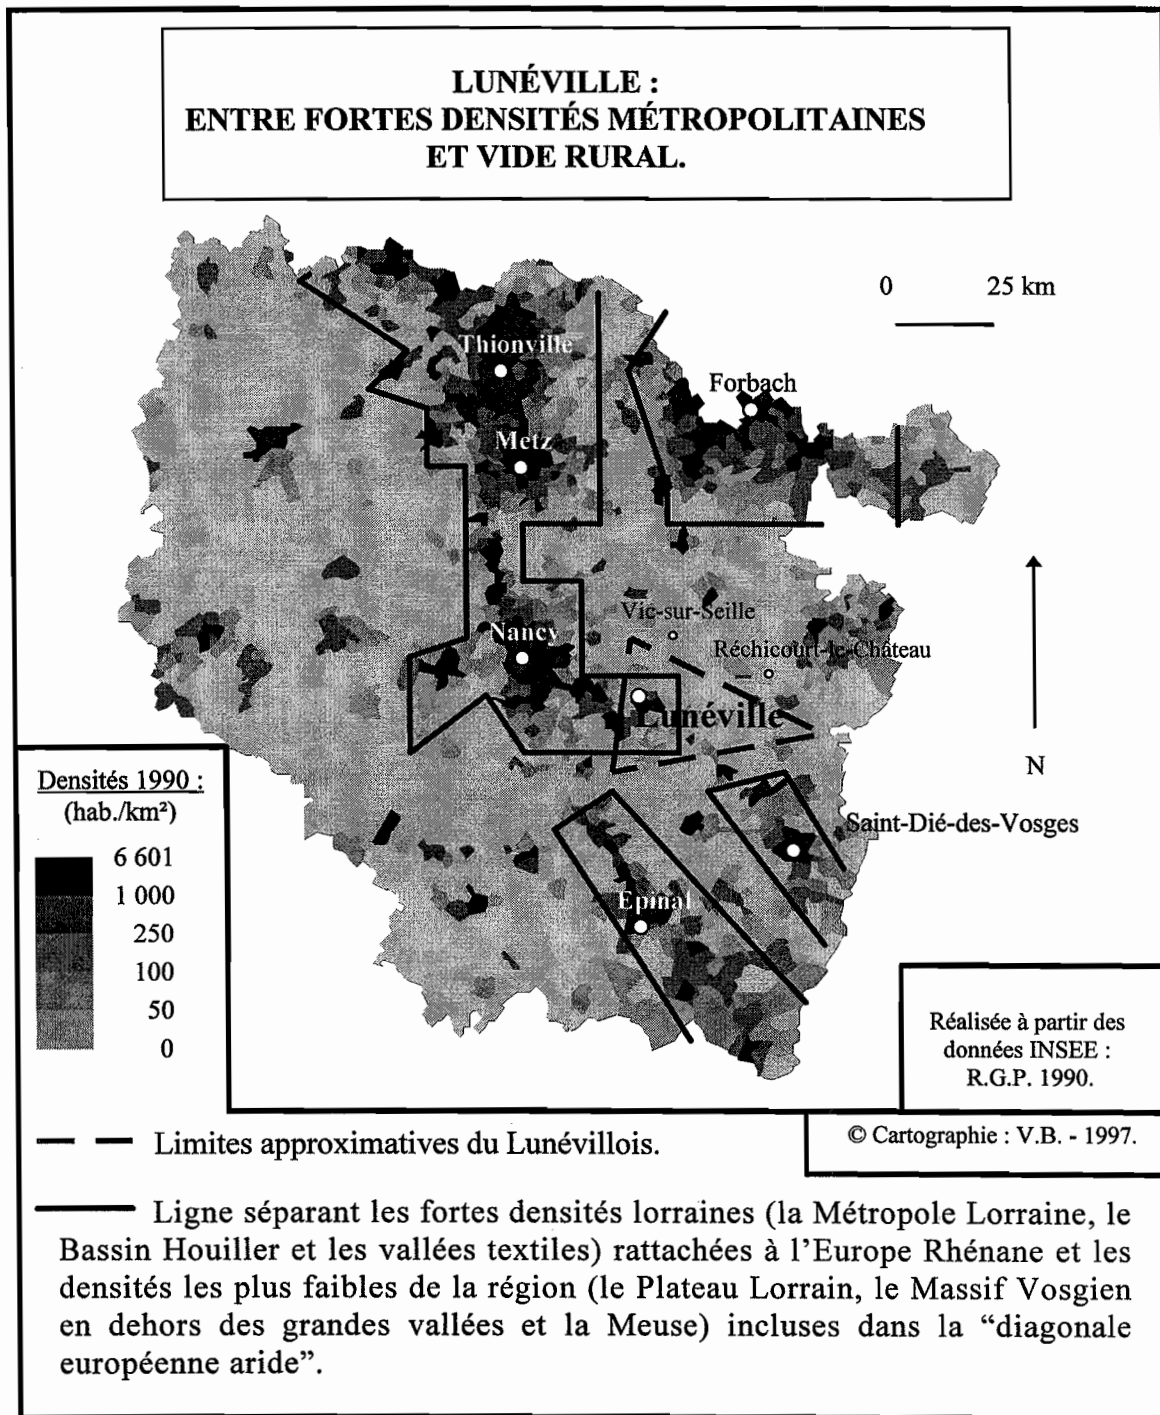 LUNÉVILLE :
ENTRE FORTES DENSITÉS MÉTROPOLITAINES
ET VIDE RURAL.
0 25 km
Thionville
Forbach
Metz
Vic-sur-Seille
Nancy
Réchicourt-le-Château
Lunéville
N
Densités 1990 :
(hab./km²)
6 601
1 000
250
100
50
0
Saint-Dié-des-Vosges
Epinal
Réalisée à partir des
données INSEE :
R.G.P. 1990.
© Cartographie : V.B. - 1997.
Limites approximatives du Lunévillois.
Ligne séparant les fortes densités lorraines (la Métropole Lorraine, le
Bassin Houiller et les vallées textiles) rattachées à l’Europe Rhénane et les
densités les plus faibles de la région (le Plateau Lorrain, le Massif Vosgien
en dehors des grandes vallées et la Meuse) incluses dans la “diagonale
européenne aride”.